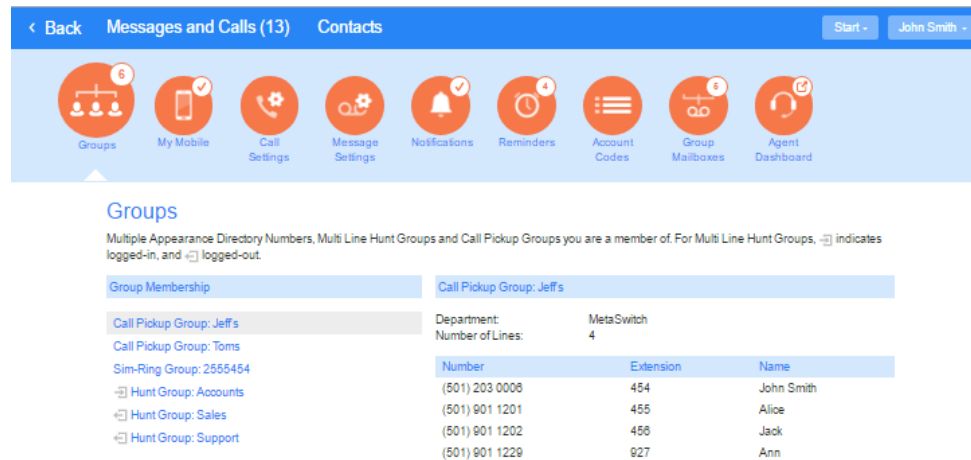 ‹ Back Messages and Calls (13) Contacts Start John Smith
6 4 6
Groups My Mobile Call Settings Message Settings Notifications Reminders Account Codes Group Mailboxes Agent Dashboard
Groups
Multiple Appearance Directory Numbers, Multi Line Hunt Groups and Call Pickup Groups you are a member of. For Multi Line Hunt Groups, indicates
logged-in, and logged-out.
Group Membership
Call Pickup Group: Jeff's
Call Pickup Group: Toms
Sim-Ring Group: 2555454
Hunt Group: Accounts
Hunt Group: Sales
Hunt Group: Support
Call Pickup Group: Jeff's
Department: MetaSwitch
Number of Lines: 4
Number Extension Name
(501) 203 0006 454 John Smith
(501) 901 1201 455 Alice
(501) 901 1202 456 Jack
(501) 901 1229 927 Ann